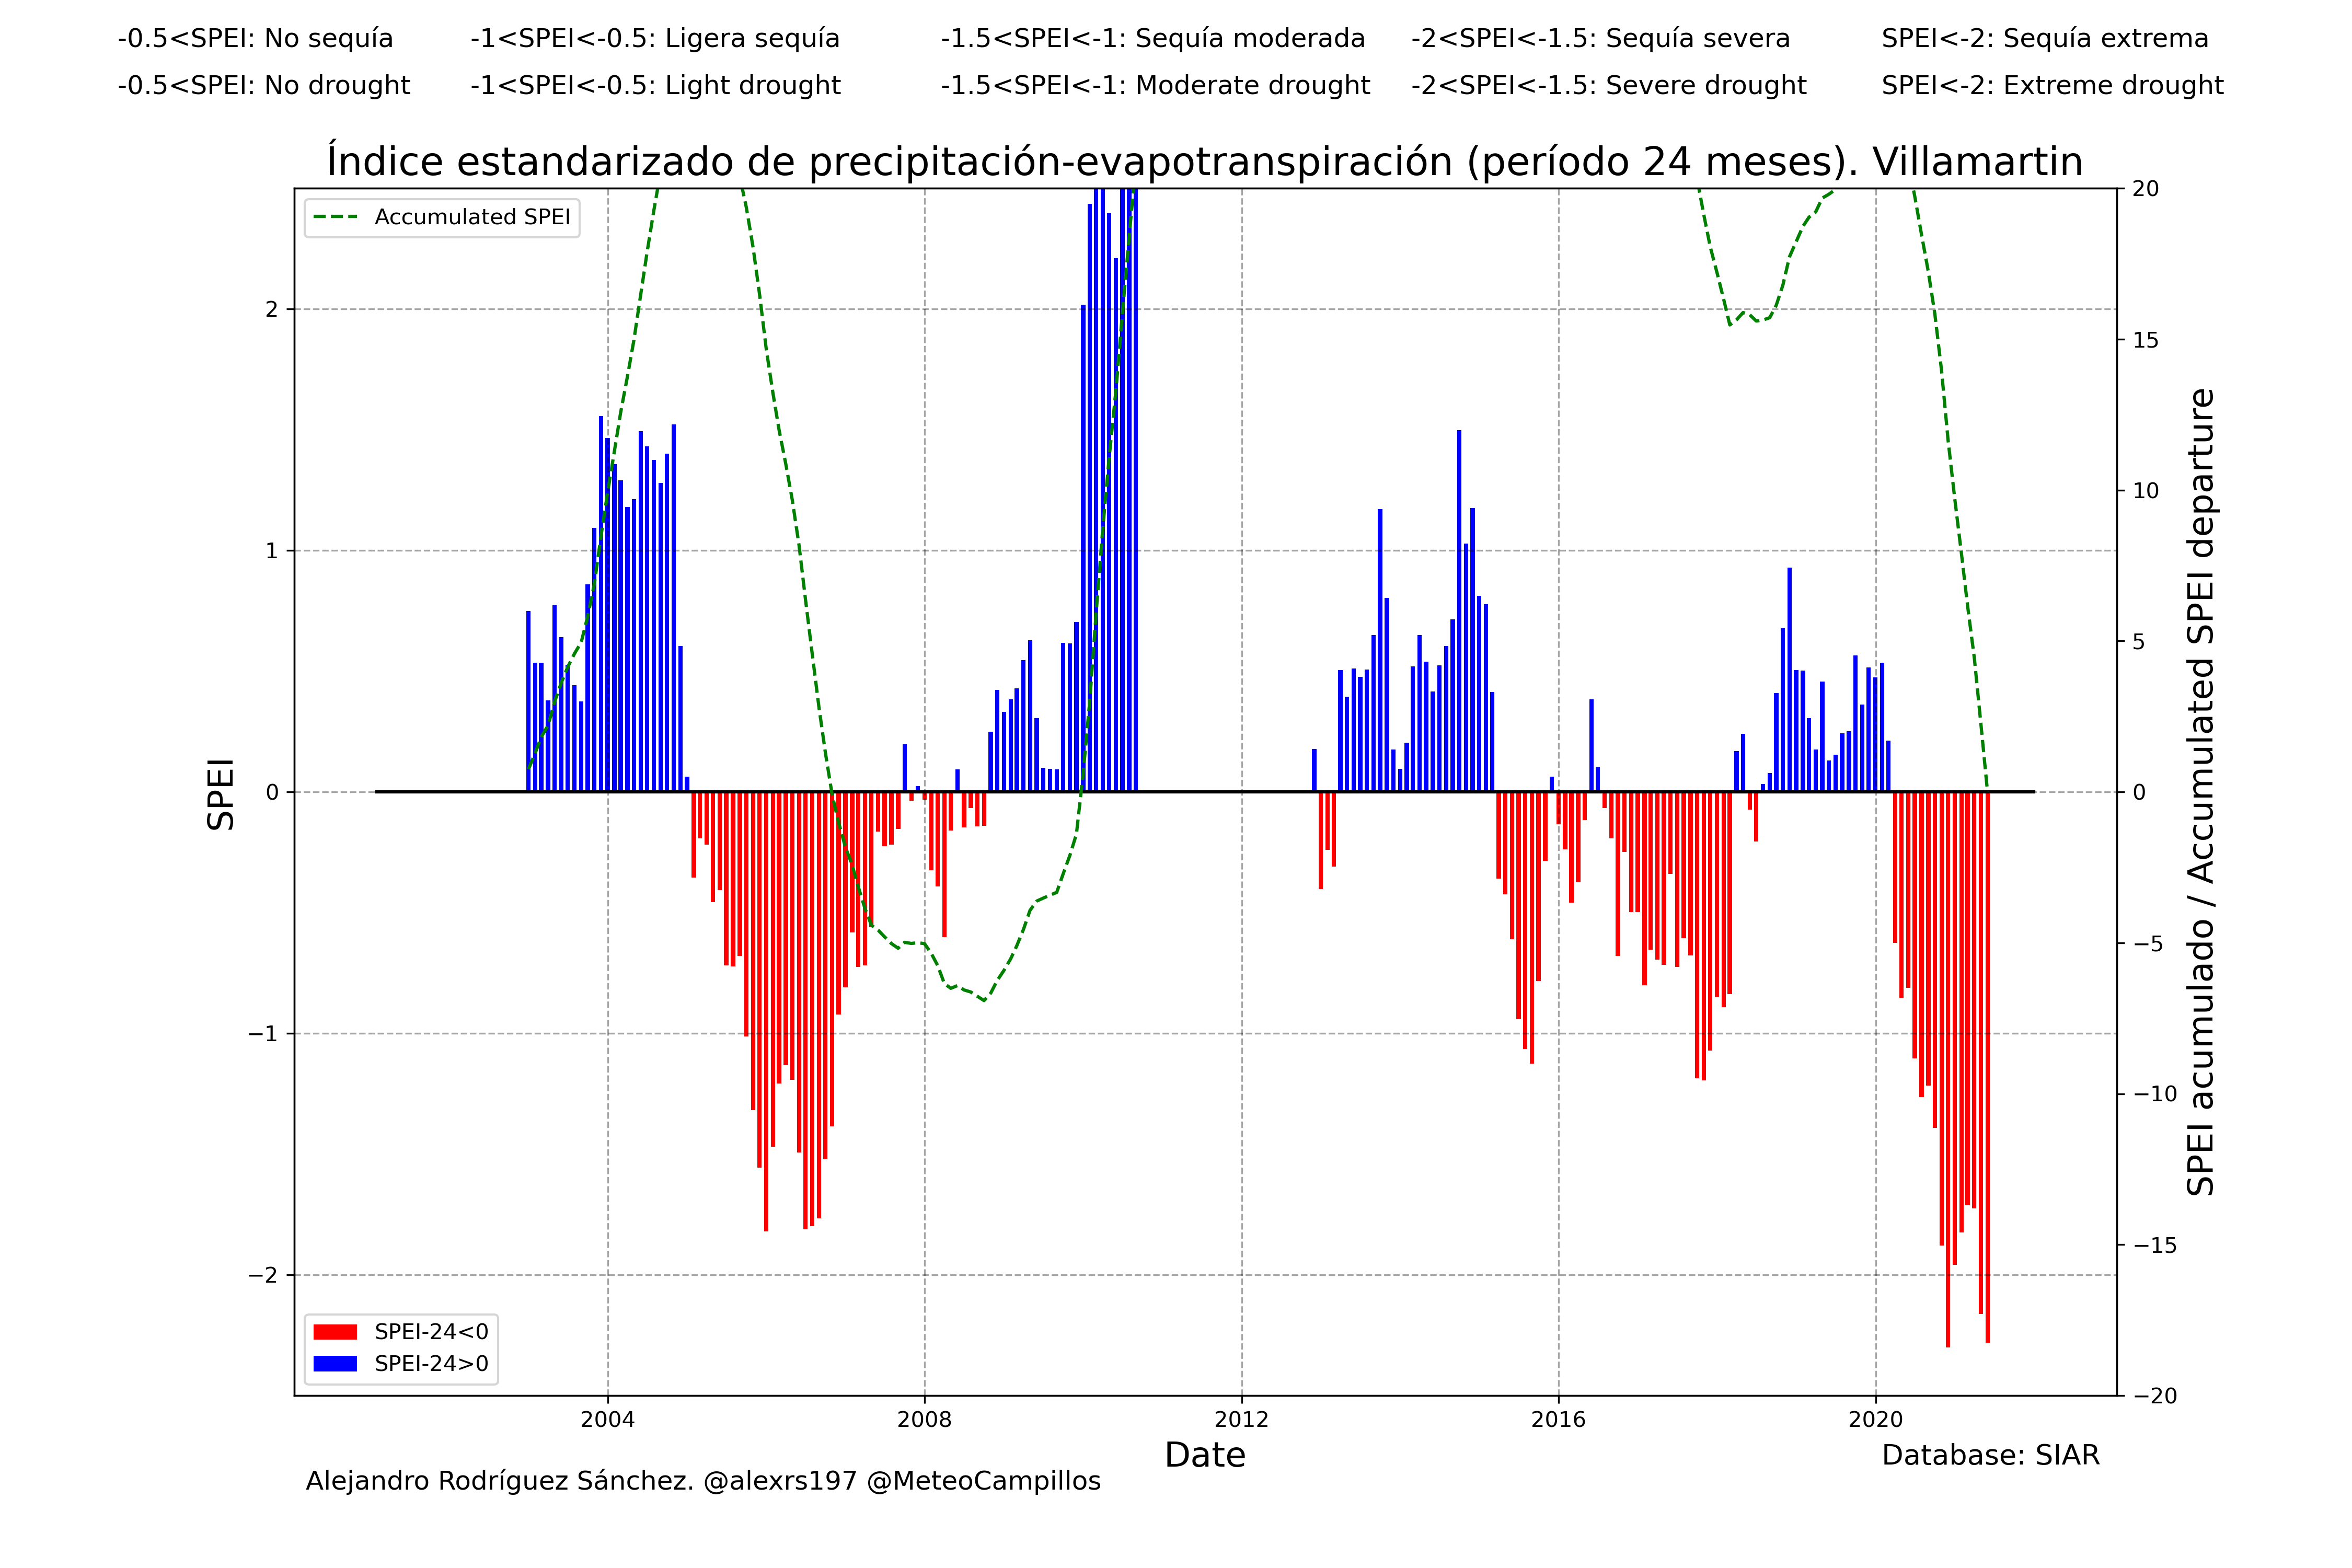 -0.5<SPEI: No sequía -1<SPEI<-0.5: Ligera sequía -1.5<SPEI<-1: Sequía moderada -2<SPEI<-1.5: Sequía severa SPEI<-2: Sequía extrema
-0.5<SPEI: No drought -1<SPEI<-0.5: Light drought -1.5<SPEI<-1: Moderate drought -2<SPEI<-1.5: Severe drought SPEI<-2: Extreme drought
Índice estandarizado de precipitación-evapotranspiración (período 24 meses). Villamartin
Accumulated SPEI
SPEI
2
1
0
−1
−2
20
15
10
5
0
−5
−10
−15
−20
SPEI acumulado / Accumulated SPEI departure
SPEI-24<0
SPEI-24>0
2004 2008 2012 2016 2020
Date
Database: SIAR
Alejandro Rodríguez Sánchez. @alexrs197 @MeteoCampillos